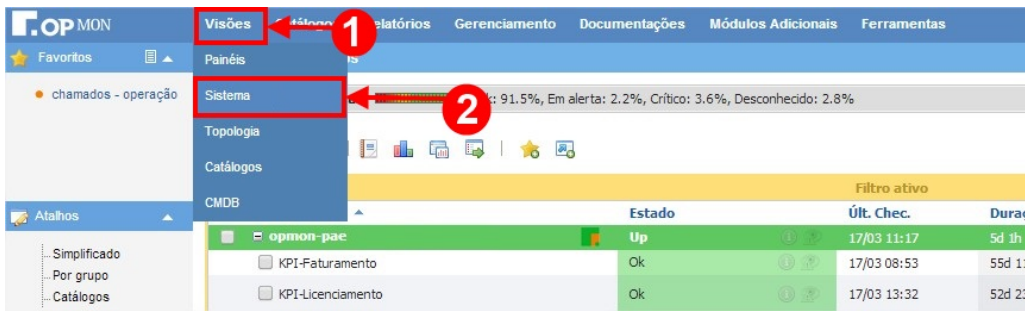 OPMON
Visões Catálogos Relatórios Gerenciamento Documentações Módulos Adicionais Ferramentas
1
Favoritos
Painéis
chamados - operação
Sistema
2
k: 91.5%, Em alerta: 2.2%, Crítico: 3.6%, Desconhecido: 2.8%
Topologia
Catálogos
CMDB
Filtro ativo
Atalhos
Estado Últ. Chec. Duraç
opmon-pae Up 17/03 11:17 5d 1h
Simplificado
KPI-Faturamento Ok 17/03 08:53 55d 1
Por grupo
Catálogos
KPI-Licenciamento Ok 17/03 13:32 52d 2